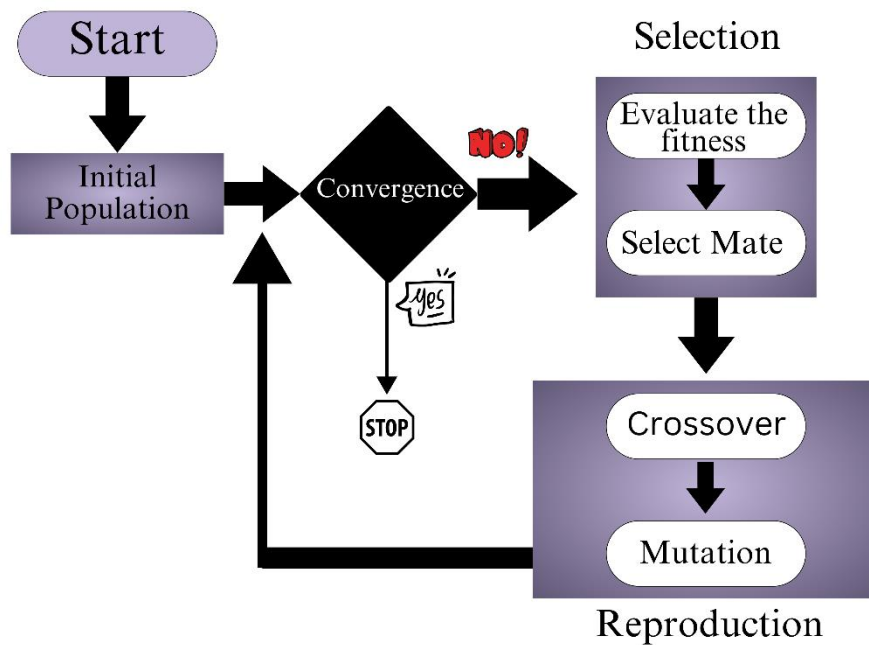 Start
Initial
Population
Convergence
NO!
yes
STOP
Selection
Evaluate the
fitness
Select Mate
Crossover
Mutation
Reproduction